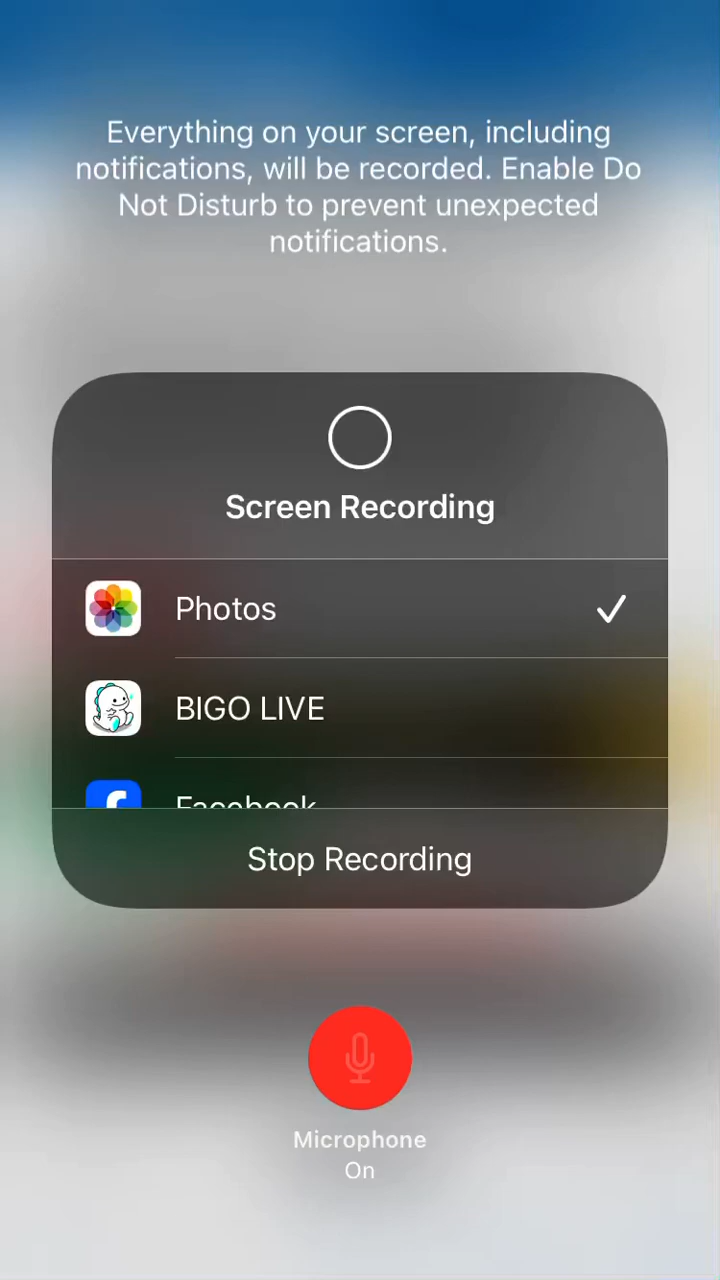 Everything on your screen, including
notifications, will be recorded. Enable Do
Not Disturb to prevent unexpected
notifications.
Screen Recording
Photos
BIGO LIVE
Facebook
Stop Recording
Microphone
On